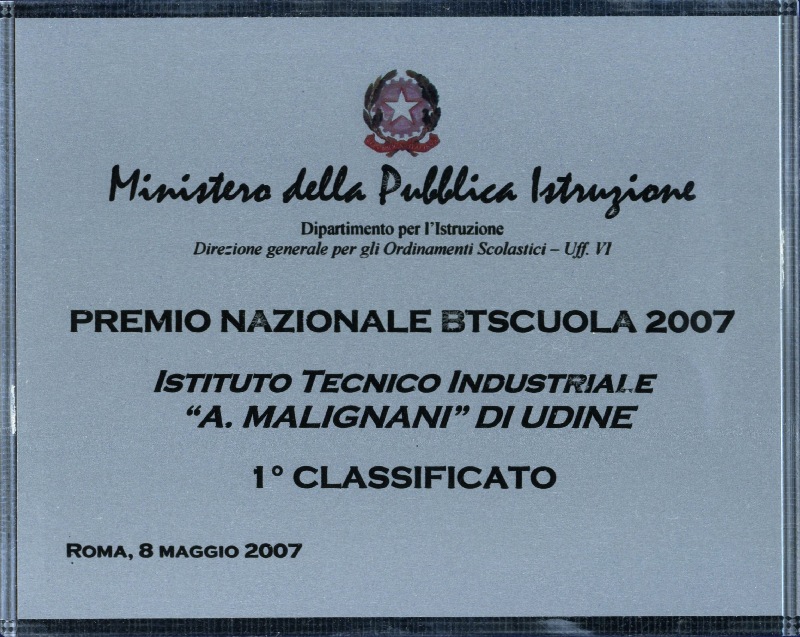 Ministero della Pubblica Istruzione
Dipartimento per l'Istruzione
Direzione generale per gli Ordinamenti Scolastici – Uff. VI
PREMIO NAZIONALE BTSCUOLA 2007
ISTITUTO TECNICO INDUSTRIALE
“A. MALIGNANI” DI UDINE
1° CLASSIFICATO
ROMA, 8 MAGGIO 2007